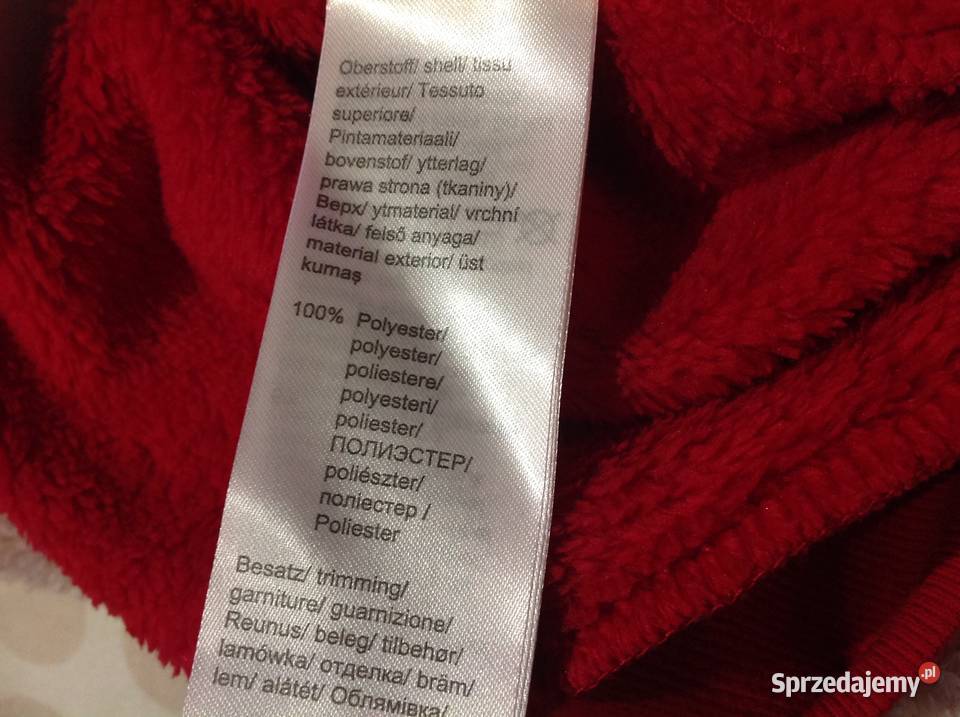 Oberstoff/ shell/ tissu
extérieur/ Tessuto
superiore/
Pintamateriaali/
bovenstof/ ytterlag/
prawa strona (tkaniny)/
Верх/ ytmaterial/ vrchní
látka/ felső anyaga/
material exterior/ üst
kumaş
100% Polyester/
polyester/
poliestere/
polyesteri/
poliester/
ПОЛИЭСТЕР/
poliészter/
поліестер /
Poliester
Besatz/ trimming/
garniture/ guarnizione/
Reunus/ beleg/ tilbehør/
lamówka/ отделка/ bräm/
lem/ alátét/ Облямівка/
Sprzedajemy.pl